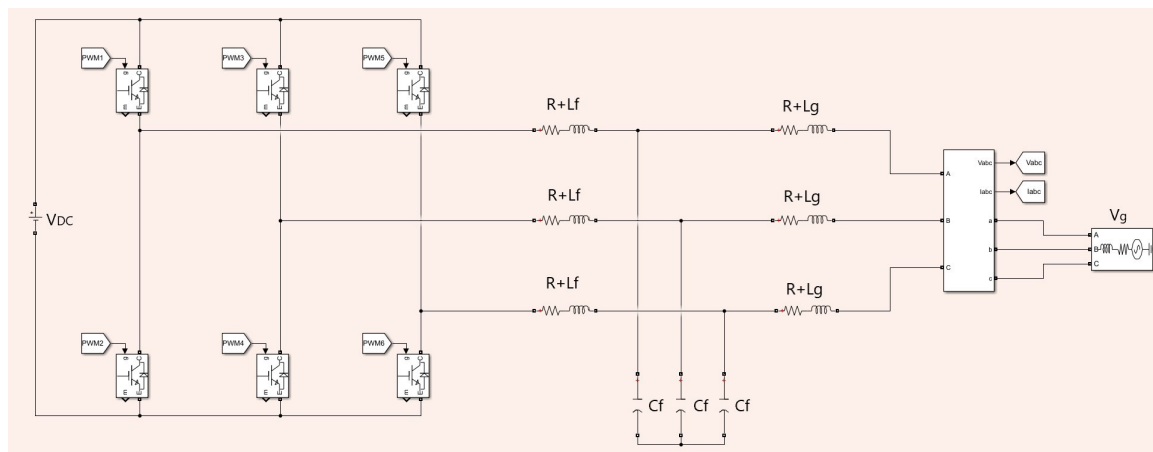 PWM1
PWM3
PWM5
g C
g C
g C
m E
m E
m E
R+Lf
R+Lg
Vabc
Vabc
A
Iabc
Iabc
VDC
R+Lf
R+Lg
B
a
Vg
A
b
B
C
R+Lf
R+Lg
C
c
PWM2
PWM4
PWM6
g C
g C
g C
m E
m E
m E
Cf
Cf
Cf